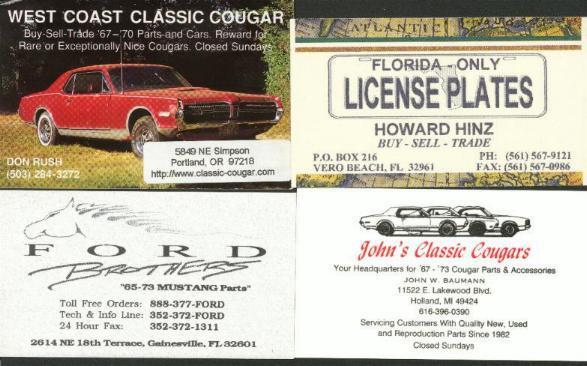 WEST COAST CLASSIC COUGAR
Buy-Sell-Trade '67-'70 Parts and Cars. Reward for
Rare or Exceptionally Nice Cougars. Closed Sundays
DON RUSH
(503) 284-3272
5849 NE Simpson
Portland, OR 97218
http://www.classic-cougar.com
ATLANTIC
FLORIDA - ONLY
LICENSE PLATES
HOWARD HINZ
BUY - SELL - TRADE
P.O. BOX 216 PH: (561) 567-9121
VERO BEACH, FL 32961 FAX: (561) 567-0986
FORD
BROTHERS
"65-73 MUSTANG Parts"
Toll Free Orders: 888-377-FORD
Tech & Info Line: 352-372-FORD
24 Hour Fax: 352-372-1311
2614 NE 18th Terrace, Gainesville, FL 32601
John's Classic Cougars
Your Headquarters for '67 - '73 Cougar Parts & Accessories
JOHN W. BAUMANN
11522 E. Lakewood Blvd.
Holland, MI 49424
616-396-0390
Servicing Customers With Quality New, Used
and Reproduction Parts Since 1982
Closed Sundays